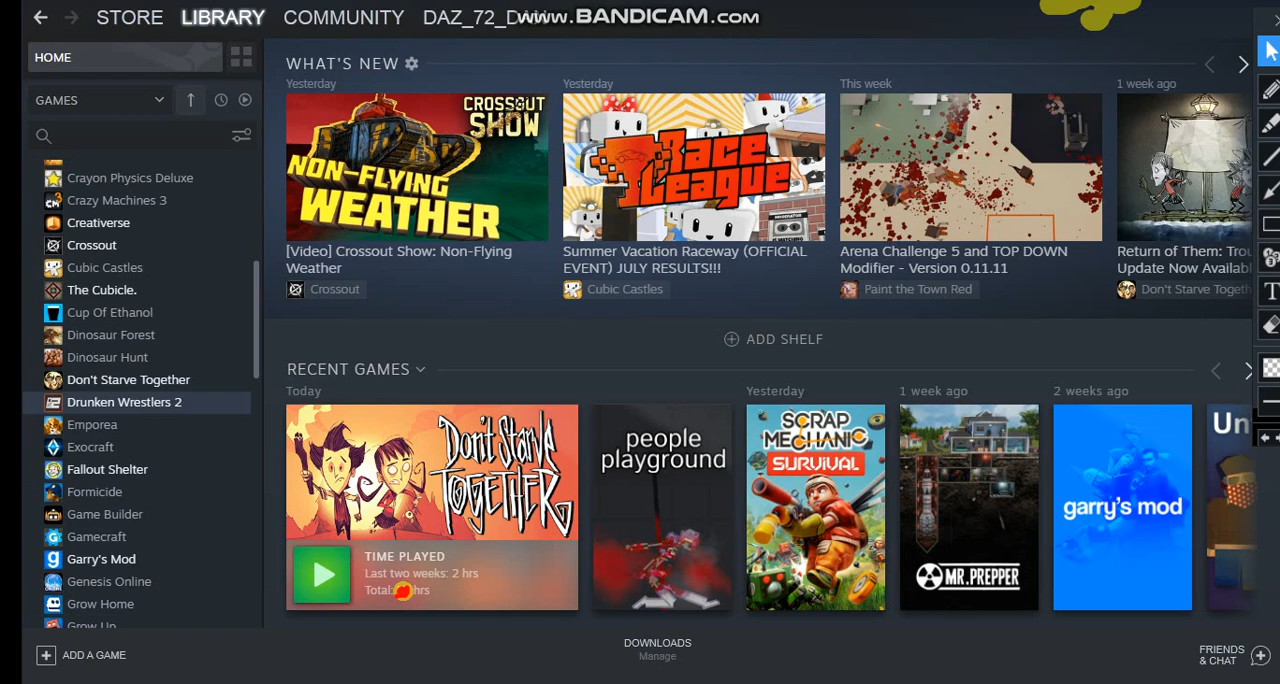 STORE LIBRARY COMMUNITY DAZ_72_D
www.BANDICAM.com
HOME
GAMES
Crayon Physics Deluxe
Crazy Machines 3
Creativerse
Crossout
Cubic Castles
The Cubicle.
Cup Of Ethanol
Dinosaur Forest
Dinosaur Hunt
Don't Starve Together
Drunken Wrestlers 2
Emporea
Exocraft
Fallout Shelter
Formicide
Game Builder
Gamecraft
Garry's Mod
Genesis Online
Grow Home
Grow Up
ADD A GAME
WHAT'S NEW
Yesterday
CROSSOUT
SHOW
NON-FLYING
WEATHER
[Video] Crossout Show: Non-Flying
Weather
Crossout
Yesterday
Race
League
Summer Vacation Raceway (OFFICIAL
EVENT) JULY RESULTS!!!
Cubic Castles
This week
Arena Challenge 5 and TOP DOWN
Modifier - Version 0.11.11
Paint the Town Red
1 week ago
Return of Them: Trou
Update Now Availabl
Don't Starve Togeth
ADD SHELF
RECENT GAMES
Today
Don't Starve
TOGETHER
TIME PLAYED
Last two weeks: 2 hrs
Total: hrs
people
playground
Yesterday
SCRAP
MECHANIC
SURVIVAL
1 week ago
MR.PREPPER
2 weeks ago
garry's mod
Un
DOWNLOADS
Manage
FRIENDS
& CHAT
T